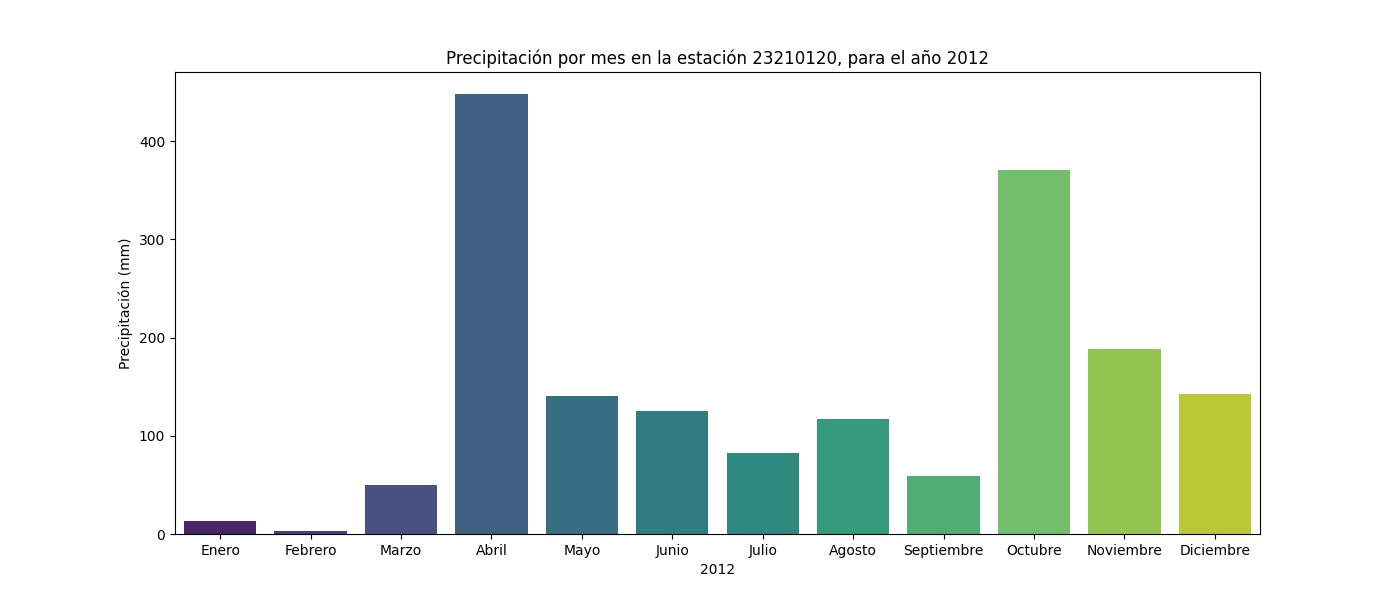 Precipitación por mes en la estación 23210120, para el año 2012
Precipitación (mm)
400
300
200
100
0
Enero Febrero Marzo Abril Mayo Junio Julio Agosto Septiembre Octubre Noviembre Diciembre
2012